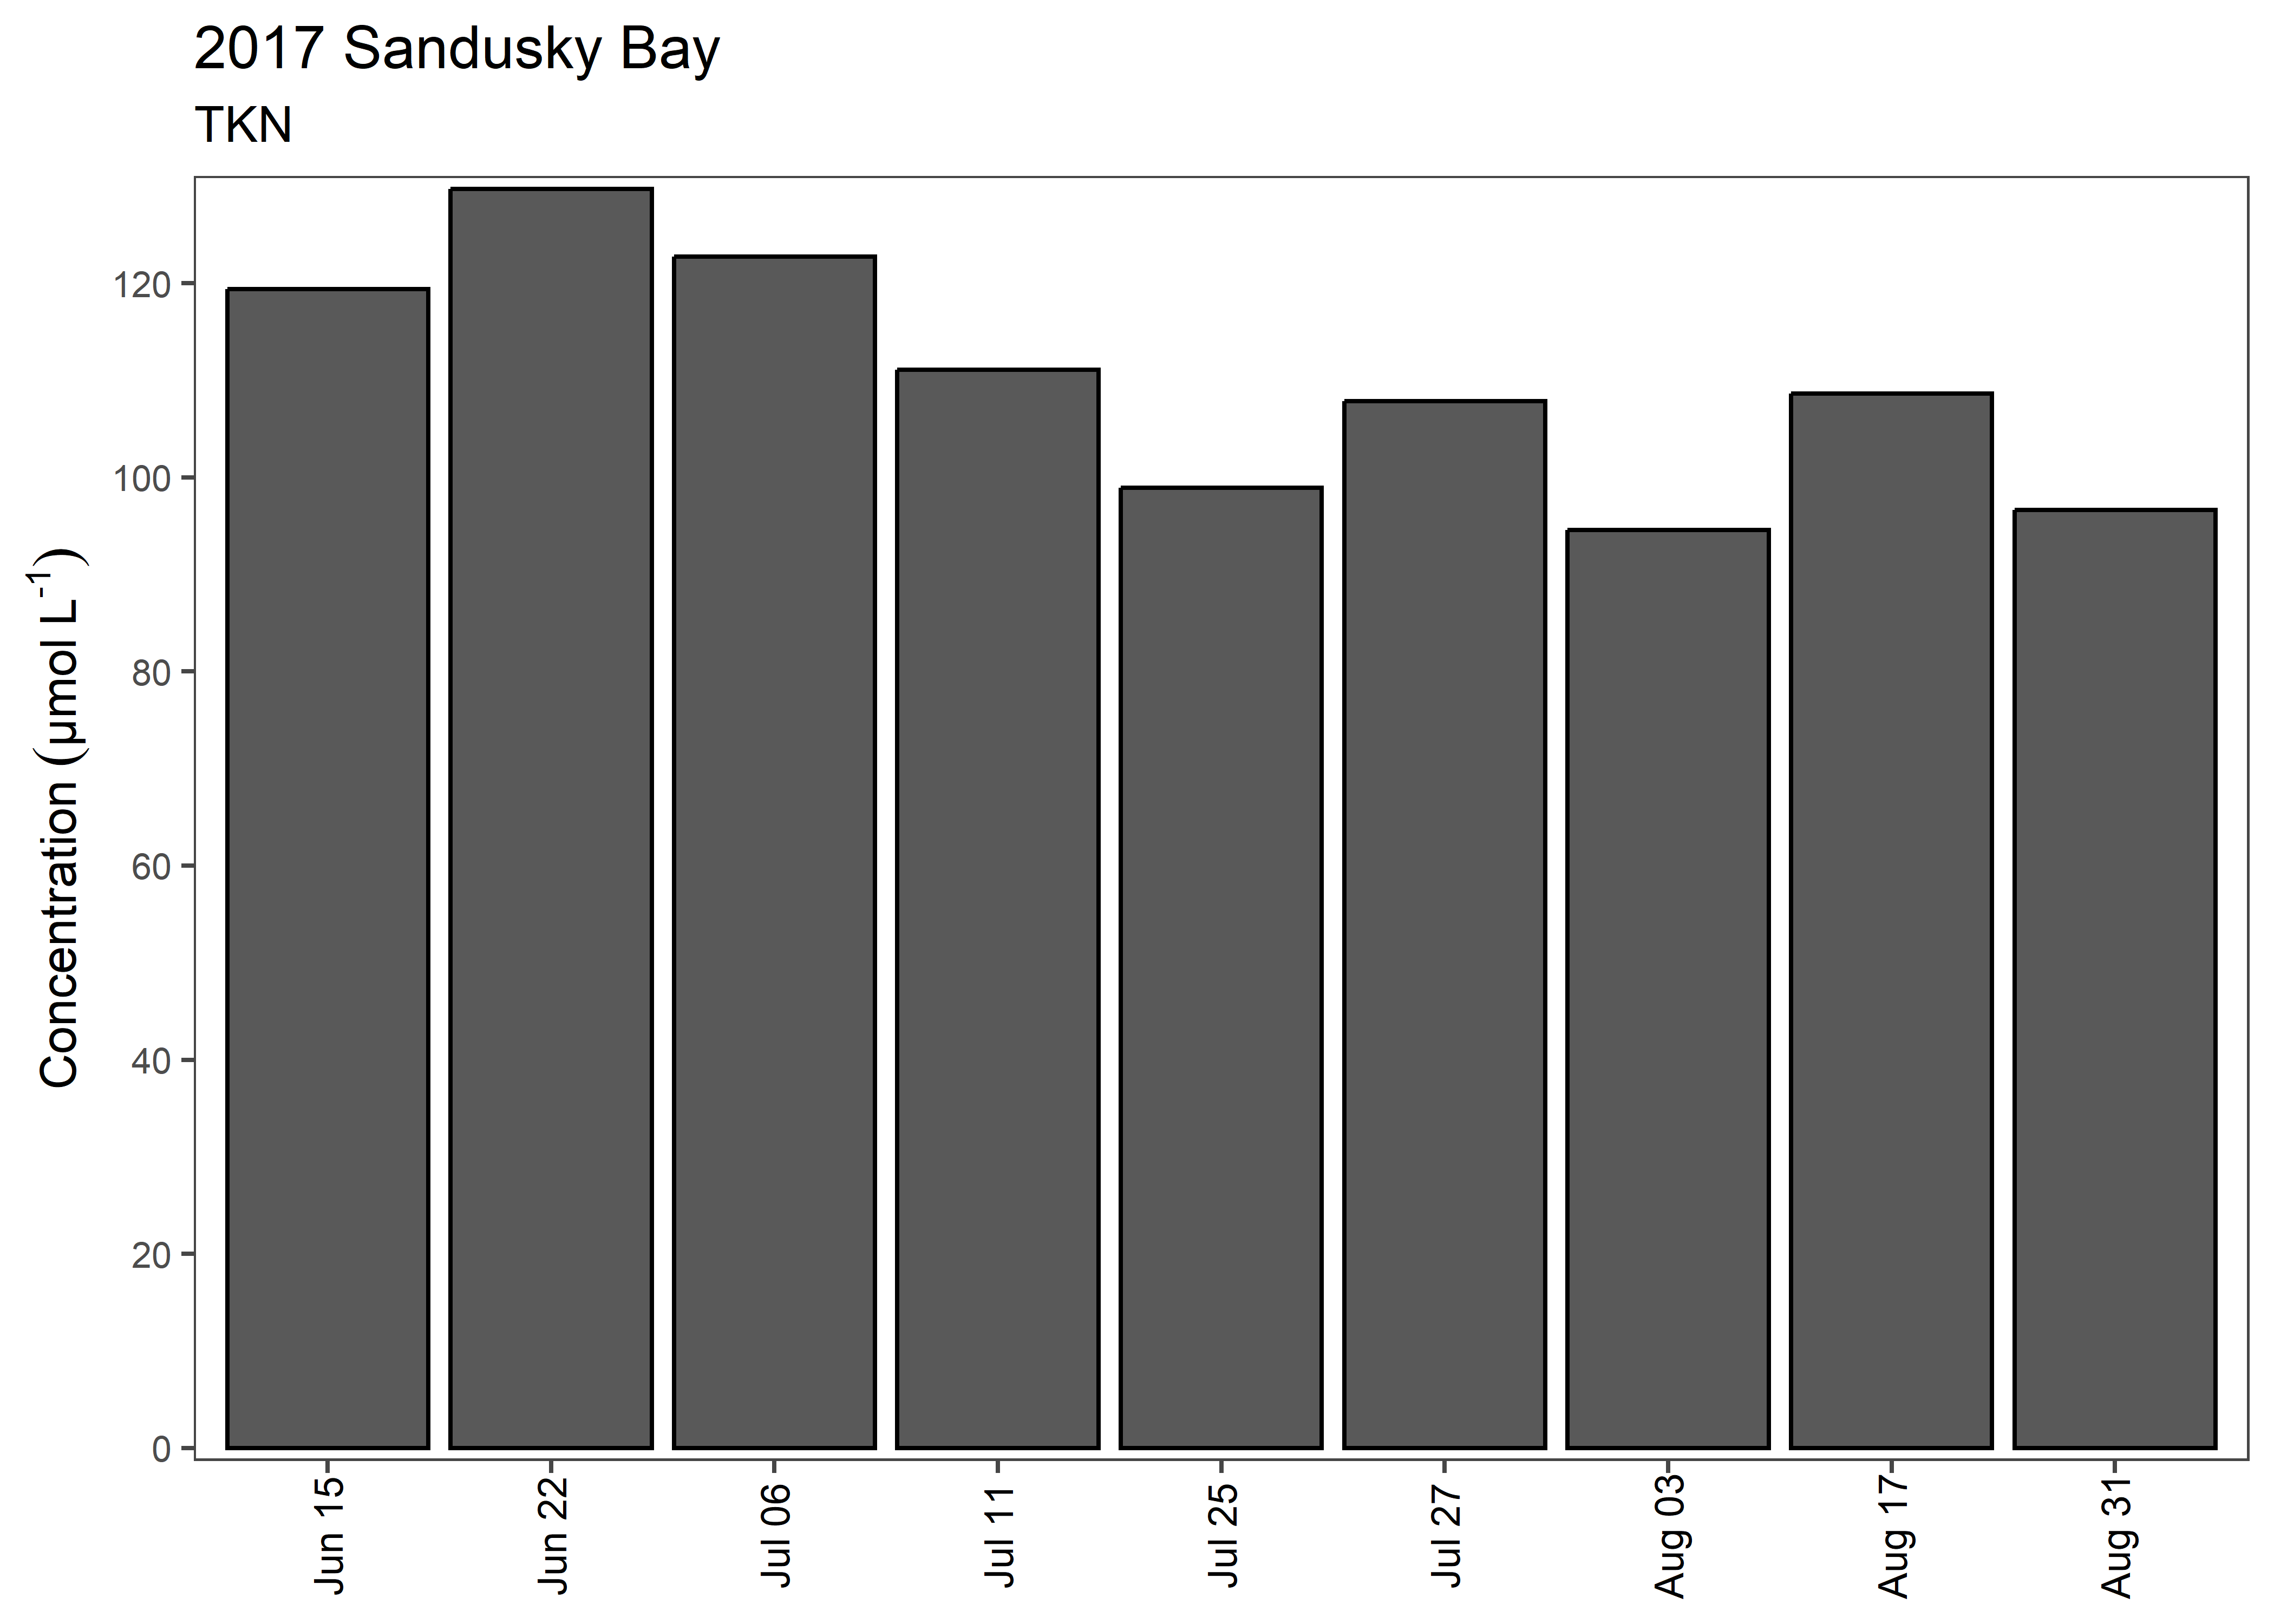 2017 Sandusky Bay
TKN
Concentration (µmol L-1)
120
100
80
60
40
20
0
Jun 15
Jun 22
Jul 06
Jul 11
Jul 25
Jul 27
Aug 03
Aug 17
Aug 31